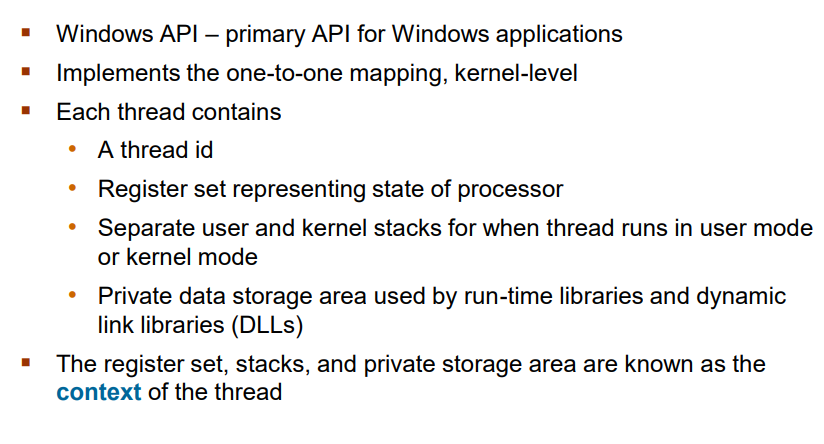 ▪ Windows API – primary API for Windows applications
▪ Implements the one-to-one mapping, kernel-level
▪ Each thread contains
• A thread id
• Register set representing state of processor
• Separate user and kernel stacks for when thread runs in user mode
or kernel mode
• Private data storage area used by run-time libraries and dynamic
link libraries (DLLs)
▪ The register set, stacks, and private storage area are known as the
context of the thread